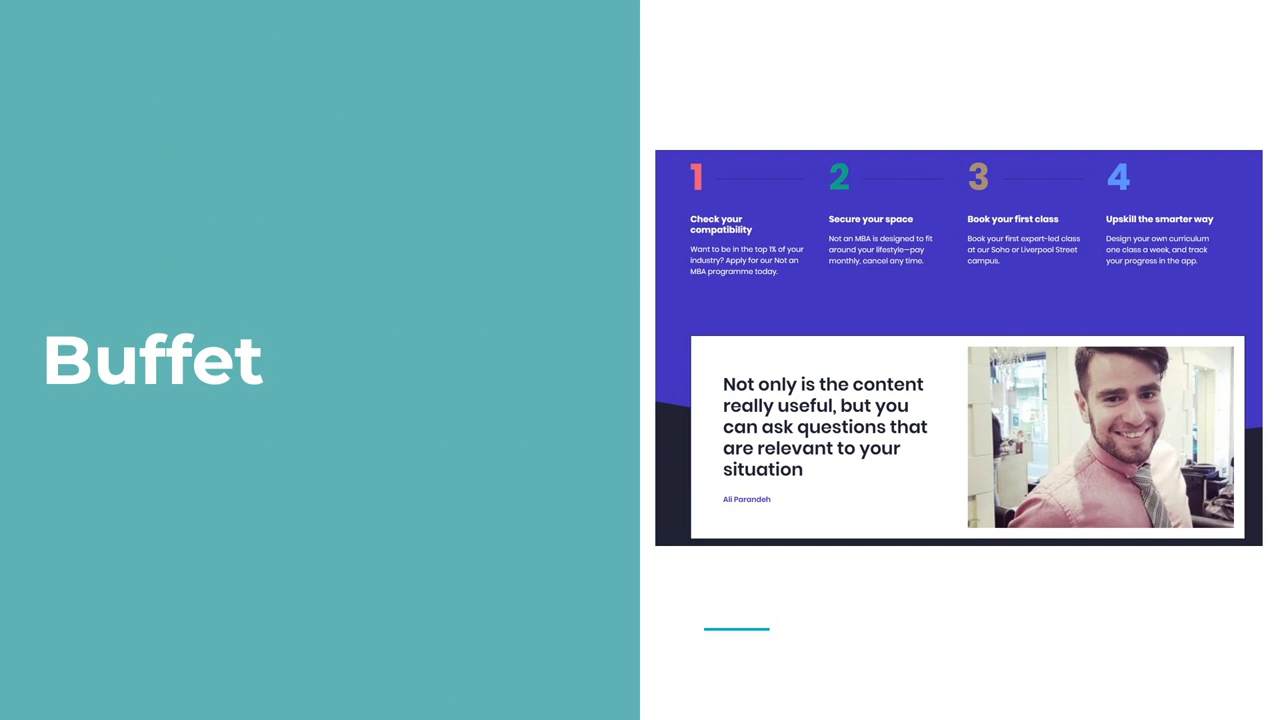 Buffet
1
2
3
4
Check your
compatibility
Want to be in the top 1% of your
industry? Apply for our Not an
MBA programme today.
Secure your space
Not an MBA is designed to fit
around your lifestyle—pay
monthly, cancel any time.
Book your first class
Book your first expert-led class
at our Soho or Liverpool Street
campus.
Upskill the smarter way
Design your own curriculum
one class a week, and track
your progress in the app.
Not only is the content
really useful, but you
can ask questions that
are relevant to your
situation
Ali Parandeh